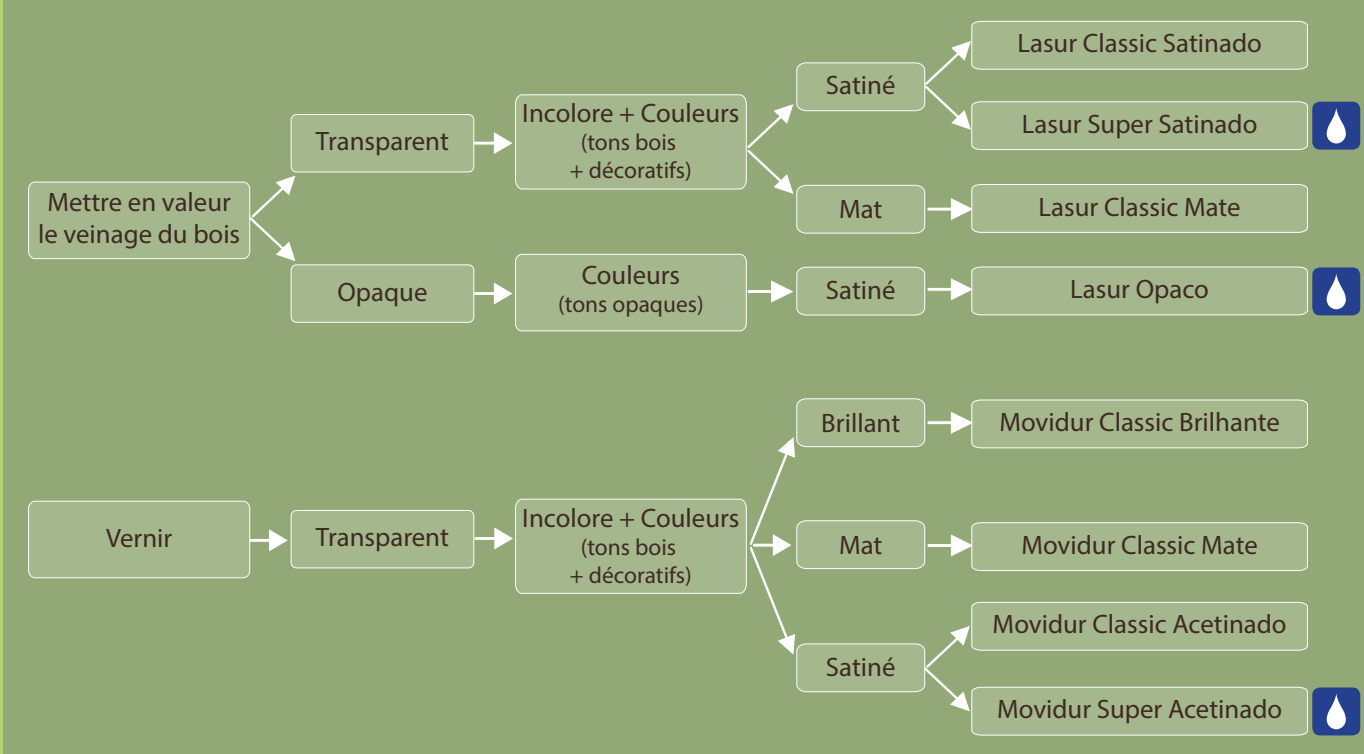 Mettre en valeur
le veinage du bois
Transparent
Incolore + Couleurs
(tons bois
+ décoratifs)
Satiné
Lasur Classic Satinado
Lasur Super Satinado
Mat
Lasur Classic Mate
Opaque
Couleurs
(tons opaques)
Satiné
Lasur Opaco
Vernir
Transparent
Incolore + Couleurs
(tons bois
+ décoratifs)
Brillant
Movidur Classic Brilhante
Mat
Movidur Classic Mate
Satiné
Movidur Classic Acetinado
Movidur Super Acetinado